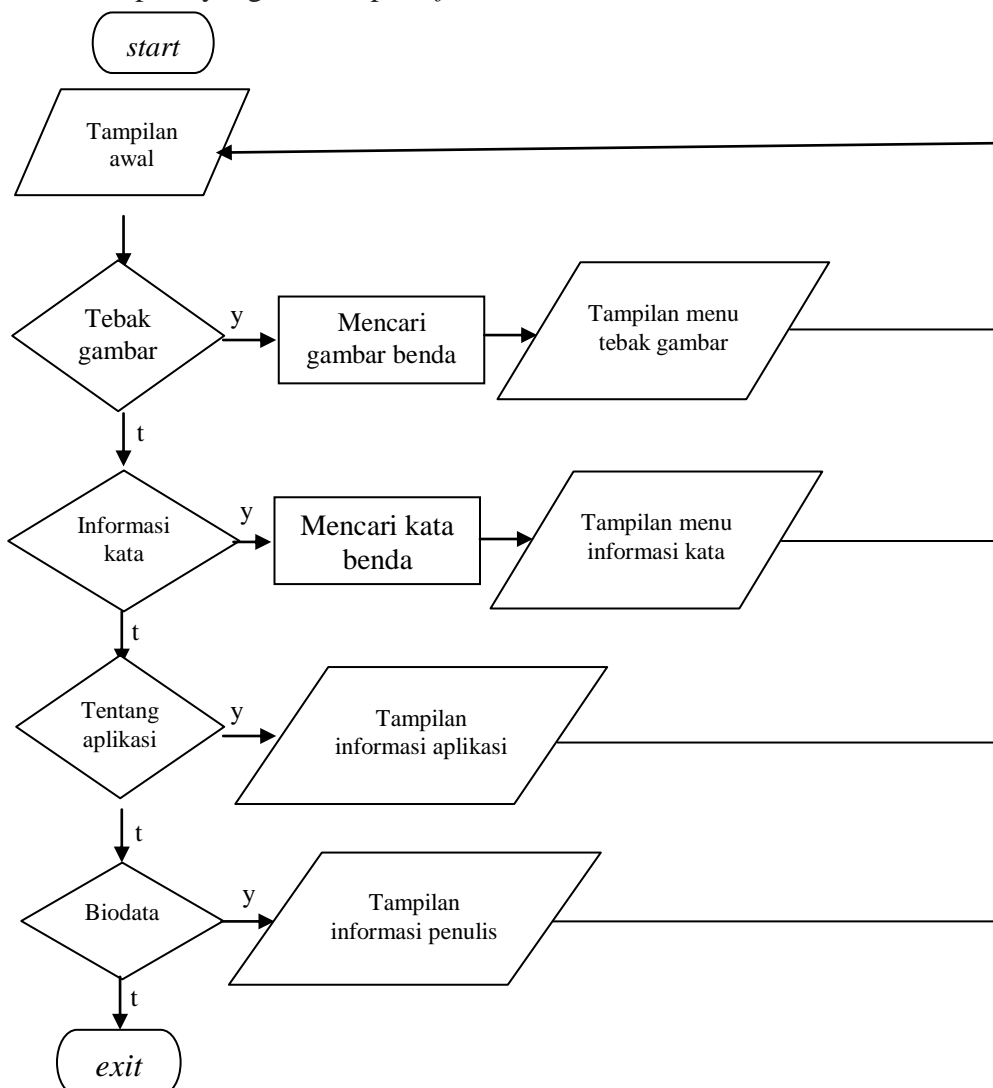 start
Tampilan
awal
Tebak
gambar
y
Mencari
gambar benda
Tampilan menu
tebak gambar
t
Informasi
kata
y
Mencari kata
benda
Tampilan menu
informasi kata
t
Tentang
aplikasi
y
Tampilan
informasi aplikasi
t
Biodata
y
Tampilan
informasi penulis
t
exit